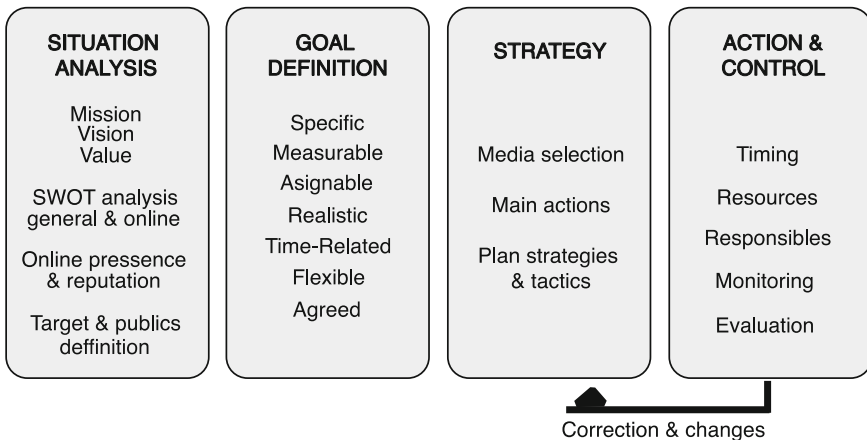 SITUATION
ANALYSIS
Mission
Vision
Value
SWOT analysis
general & online
Online pressence
& reputation
Target & publics
deffinition
GOAL
DEFINITION
Specific
Measurable
Asignable
Realistic
Time-Related
Flexible
Agreed
STRATEGY
Media selection
Main actions
Plan strategies
& tactics
ACTION &
CONTROL
Timing
Resources
Responsibles
Monitoring
Evaluation
Correction & changes